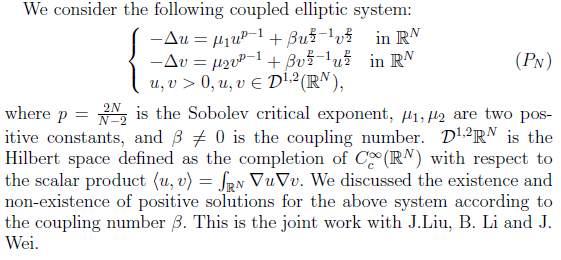 We consider the following coupled elliptic system:
−Δu = μ₁u^{p−1} + βu^{p/2−1}v^{p/2} in ℝ^N
−Δv = μ₂v^{p−1} + βv^{p/2−1}u^{p/2} in ℝ^N (P_N)
u, v > 0, u, v ∈ D^{1,2}(ℝ^N),
where p = 2N/(N−2) is the Sobolev critical exponent, μ₁, μ₂ are two pos-
itive constants, and β ≠ 0 is the coupling number. D^{1,2}ℝ^N is the
Hilbert space defined as the completion of C_c^∞(ℝ^N) with respect to
the scalar product ⟨u, v⟩ = ∫_{ℝ^N} ∇u∇v. We discussed the existence and
non-existence of positive solutions for the above system according to
the coupling number β. This is the joint work with J.Liu, B. Li and J.
Wei.